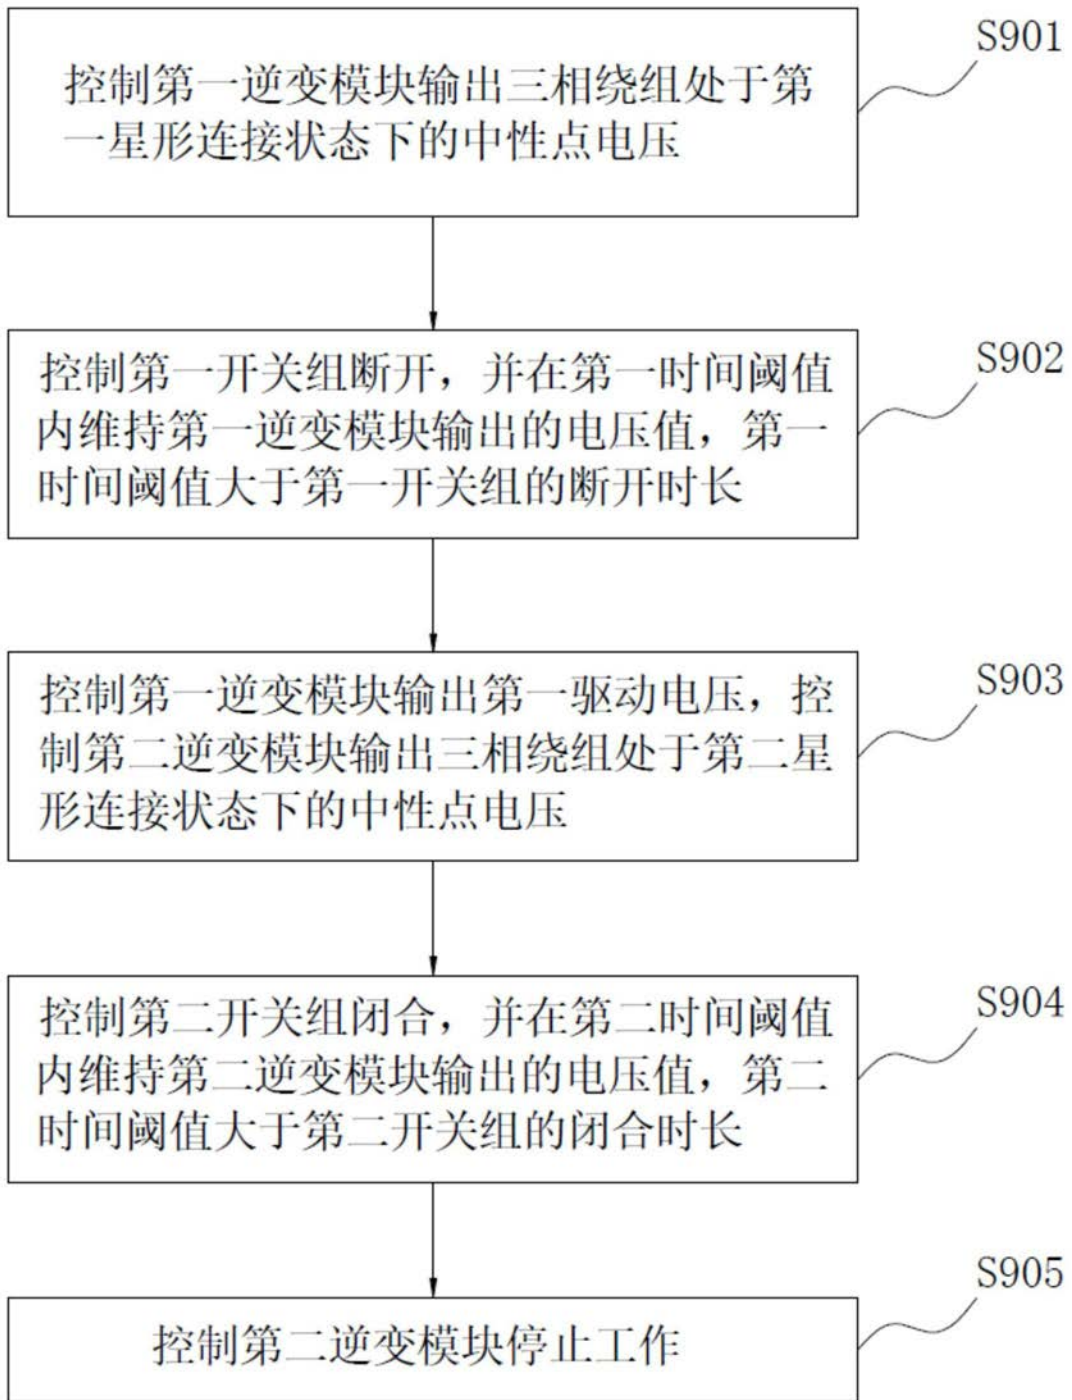 S901
控制第一逆变模块输出三相绕组处于第
一星形连接状态下的中性点电压
S902
控制第一开关组断开，并在第一时间阈值
内维持第一逆变模块输出的电压值，第一
时间阈值大于第一开关组的断开时长
S903
控制第一逆变模块输出第一驱动电压，控
制第二逆变模块输出三相绕组处于第二星
形连接状态下的中性点电压
S904
控制第二开关组闭合，并在第二时间阈值
内维持第二逆变模块输出的电压值，第二
时间阈值大于第二开关组的闭合时长
S905
控制第二逆变模块停止工作